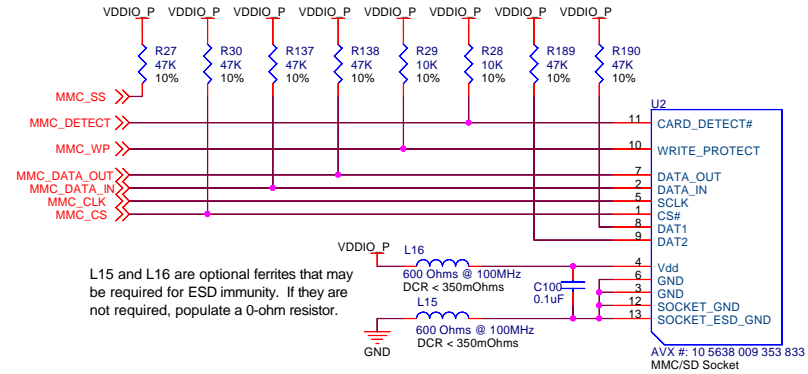 VDDIO_P VDDIO_P VDDIO_P VDDIO_P VDDIO_P VDDIO_P VDDIO_P VDDIO_P
R27 R30 R137 R138 R29 R28 R189 R190
47K 47K 47K 47K 10K 10K 47K 47K
10% 10% 10% 10% 10% 10% 10% 10%
MMC_SS
U2
MMC_DETECT 11 CARD_DETECT#
MMC_WP 10 WRITE_PROTECT
MMC_DATA_OUT 7 DATA_OUT
MMC_DATA_IN 2 DATA_IN
MMC_CLK 5 SCLK
MMC_CS 1 CS#
8 DAT1
9 DAT2
VDDIO_P L16
4 Vdd
600 Ohms @ 100MHz
DCR < 350mOhms
C100
0.1uF
6 GND
3 GND
12 SOCKET_GND
13 SOCKET_ESD_GND
L15 and L16 are optional ferrites that may
be required for ESD immunity. If they are
not required, populate a 0-ohm resistor.
L15
600 Ohms @ 100MHz
DCR < 350mOhms
GND
AVX #: 10 5638 009 353 833
MMC/SD Socket